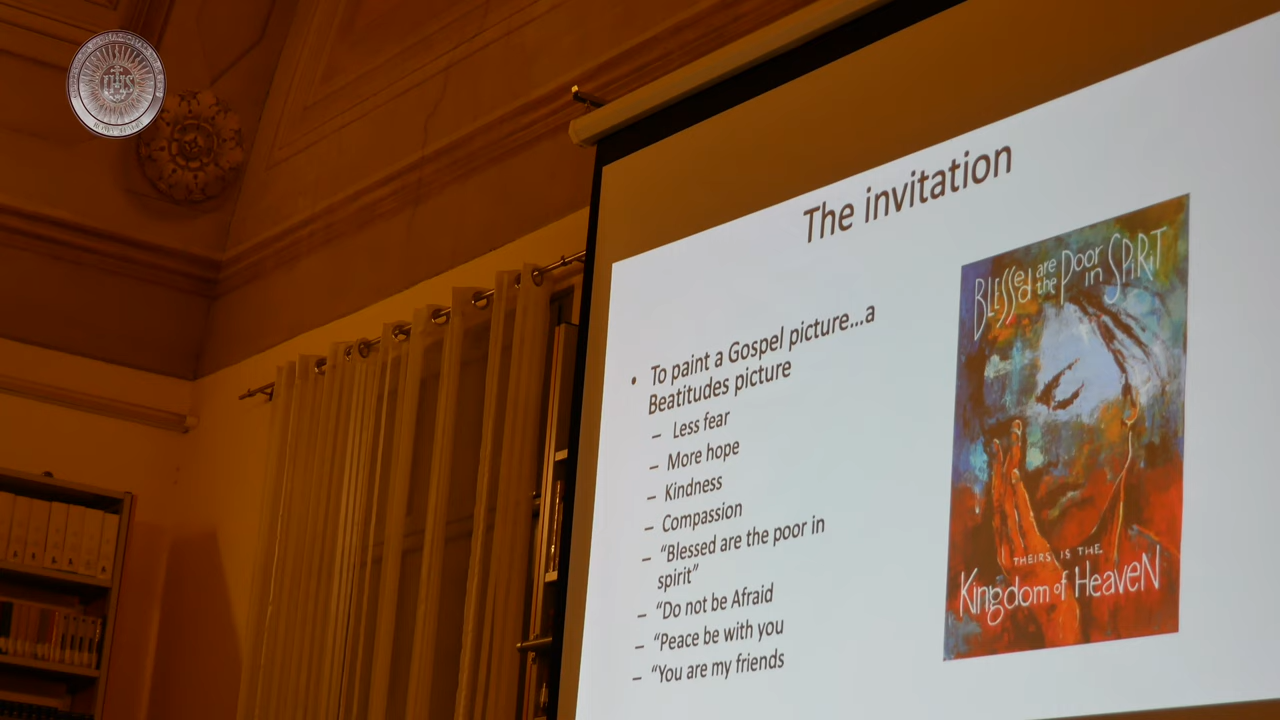 IHS
The invitation
• To paint a Gospel picture...a
Beatitudes picture
– Less fear
– More hope
– Kindness
– Compassion
– “Blessed are the poor in
spirit”
– “Do not be Afraid
– “Peace be with you
– “You are my friends
BLESSed are the Poor in SPiRiT
THEIRS IS THE
Kingdom of HeaveN